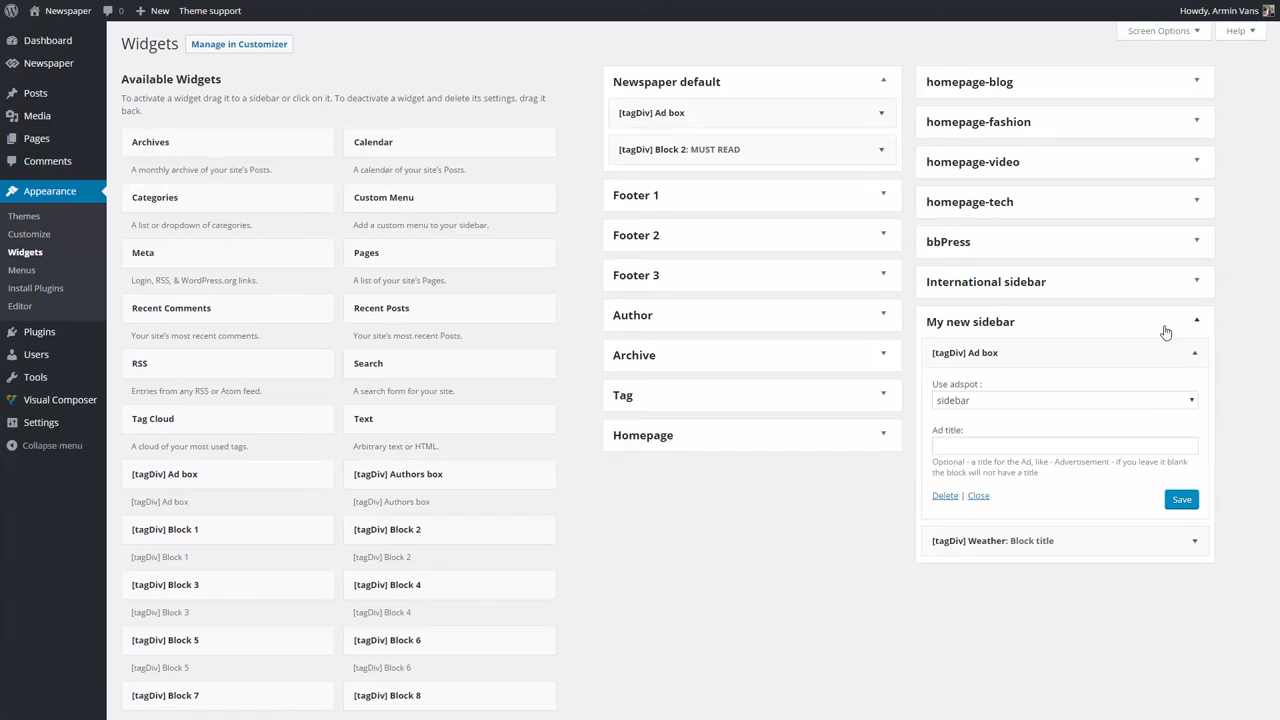 Newspaper
0
New
Theme support
Howdy, Armin Vans
Dashboard
Newspaper
Posts
Media
Pages
Comments
Appearance
Themes
Customize
Widgets
Menus
Install Plugins
Editor
Plugins
Users
Tools
Visual Composer
Settings
Collapse menu
Screen Options
Help
Widgets
Manage in Customizer
Available Widgets
To activate a widget drag it to a sidebar or click on it. To deactivate a widget and delete its settings, drag it
back.
Archives
A monthly archive of your site's Posts.
Calendar
A calendar of your site's Posts.
Categories
A list or dropdown of categories.
Custom Menu
Add a custom menu to your sidebar.
Meta
Login, RSS, & WordPress.org links.
Pages
A list of your site's Pages.
Recent Comments
Your site's most recent comments.
Recent Posts
Your site's most recent Posts.
RSS
Entries from any RSS or Atom feed.
Search
A search form for your site.
Tag Cloud
A cloud of your most used tags.
Text
Arbitrary text or HTML.
[tagDiv] Ad box
[tagDiv] Ad box
[tagDiv] Authors box
[tagDiv] Authors box
[tagDiv] Block 1
[tagDiv] Block 1
[tagDiv] Block 2
[tagDiv] Block 2
[tagDiv] Block 3
[tagDiv] Block 3
[tagDiv] Block 4
[tagDiv] Block 4
[tagDiv] Block 5
[tagDiv] Block 5
[tagDiv] Block 6
[tagDiv] Block 6
[tagDiv] Block 7
[tagDiv] Block 8
Newspaper default
[tagDiv] Ad box
[tagDiv] Block 2: MUST READ
Footer 1
Footer 2
Footer 3
Author
Archive
Tag
Homepage
homepage-blog
homepage-fashion
homepage-video
homepage-tech
bbPress
International sidebar
My new sidebar
[tagDiv] Ad box
Use adspot :
sidebar
Ad title:
Optional - a title for the Ad, like - Advertisement - if you leave it blank
the block will not have a title
Delete | Close
Save
[tagDiv] Weather: Block title